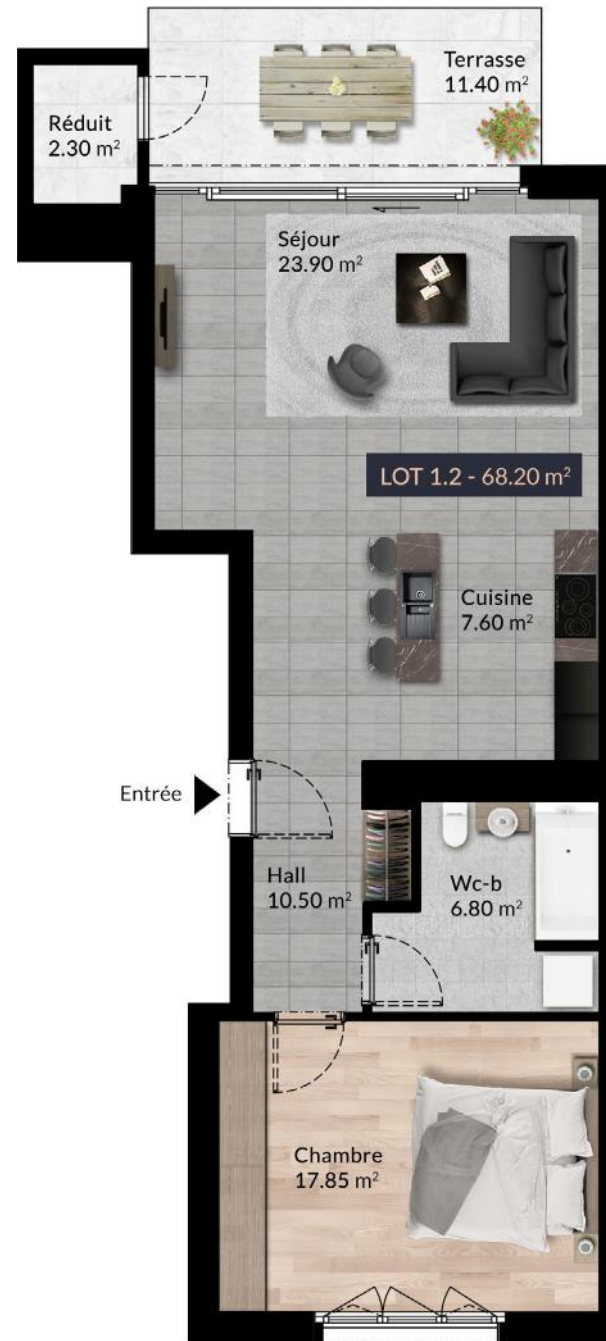 Terrasse
11.40 m²
Réduit
2.30 m²
Séjour
23.90 m²
LOT 1.2 - 68.20 m²
Cuisine
7.60 m²
Entrée
Hall
10.50 m²
Wc-b
6.80 m²
Chambre
17.85 m²